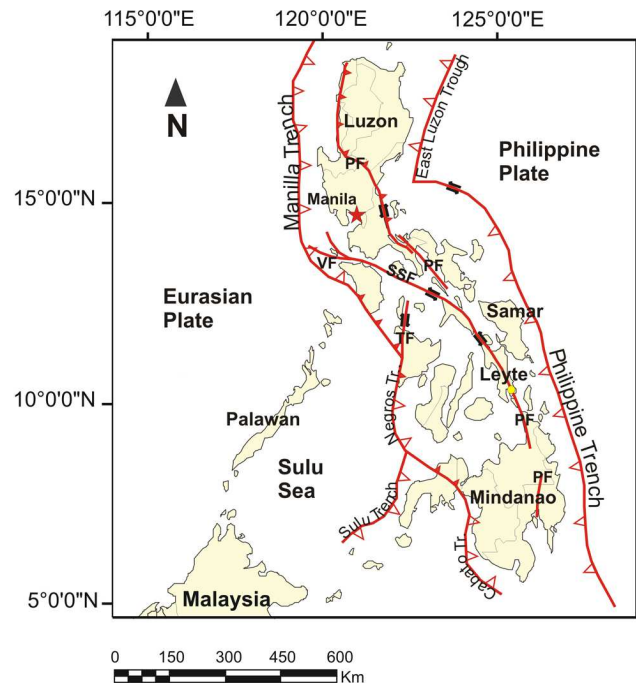 115°0'0"E
120°0'0"E
125°0'0"E
N
Manilla Trench
Luzon
East Luzon Trough
PF
Philippine
Plate
15°0'0"N
Manila
VF
SSF
PF
Eurasian
Plate
Samar
TF
Leyte
Philippine Trench
10°0'0"N
Palawan
Negros Tr.
PF
Sulu
Sea
Sulu Trench
PF
Mindanao
Cabato Tr.
5°0'0"N
Malaysia
0 150 300 450 600
Km